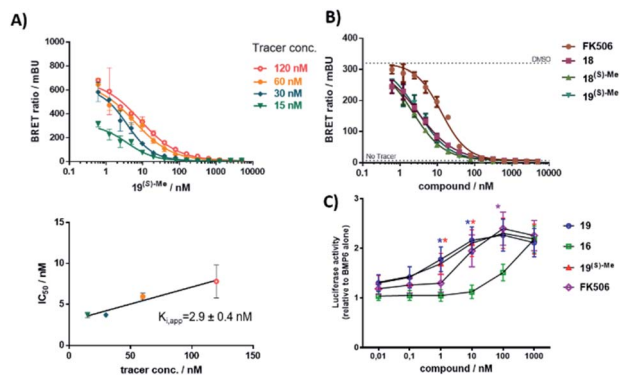 A)
Tracer conc.
120 nM
60 nM
30 nM
15 nM
BRET ratio / mBU
1000
800
600
400
200
0
0.01 0.1 1 10 100 1000 10000
19(S)-Me / nM
IC50 / nM
15
10
5
0
Ki,app=2.9 ± 0.4 nM
0 50 100 150
tracer conc. / nM
B)
BRET ratio / mBU
400
300
200
100
0
DMSO
No Tracer
0.01 0.1 1 10 100 1000 10000
compound / nM
FK506
18
18(S)-Me
19(S)-Me
C)
Luciferase activity
(relative to BMP6 alone)
3
2
1
0
** ** * *
0,01 0,1 1 10 100 1000
compound / nM
19
16
19(S)-Me
FK506